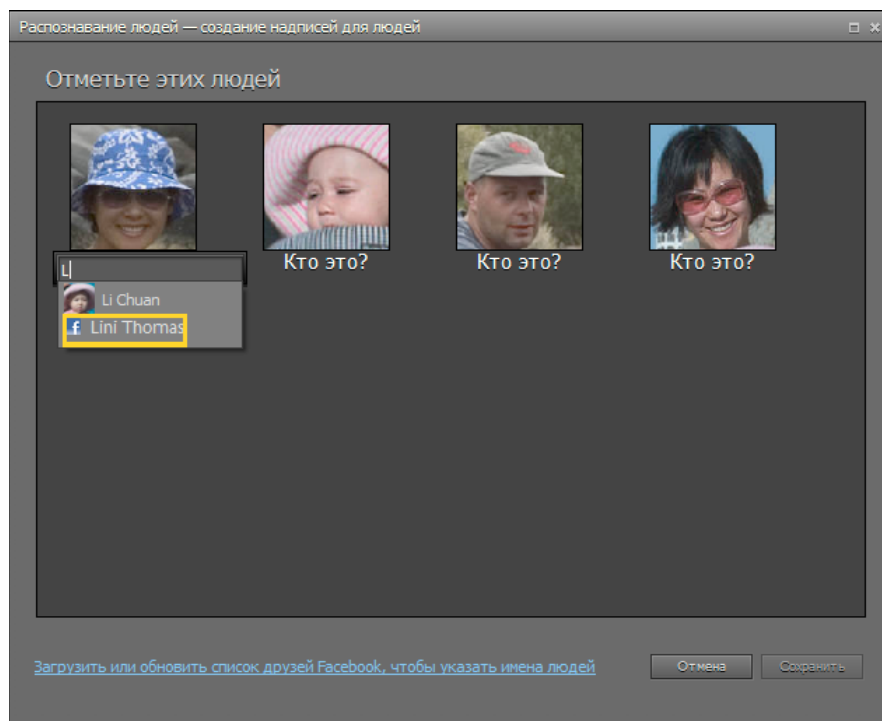 Распознавание людей — создание надписей для людей
Отметьте этих людей
Кто это? Кто это? Кто это?
L
Li Chuan
f Lini Thomas
Загрузить или обновить список друзей Facebook, чтобы указать имена людей
Отмена Сохранить